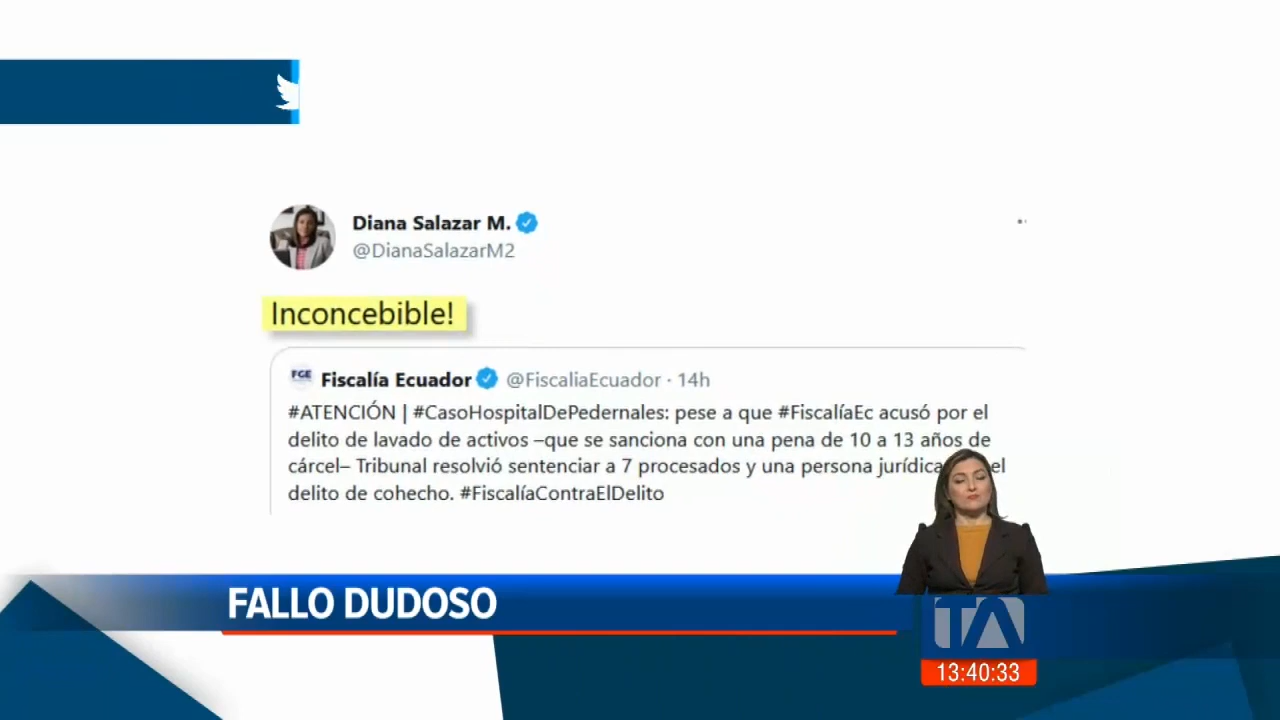 Diana Salazar M.
@DianaSalazarM2
Inconcebible!
FGE
Fiscalía Ecuador @FiscaliaEcuador · 14h
#ATENCIÓN | #CasoHospitalDePedernales: pese a que #FiscalíaEc acusó por el
delito de lavado de activos –que se sanciona con una pena de 10 a 13 años de
cárcel– Tribunal resolvió sentenciar a 7 procesados y una persona jurídica el
delito de cohecho. #FiscalíaContraElDelito
FALLO DUDOSO
TA
13:40:33